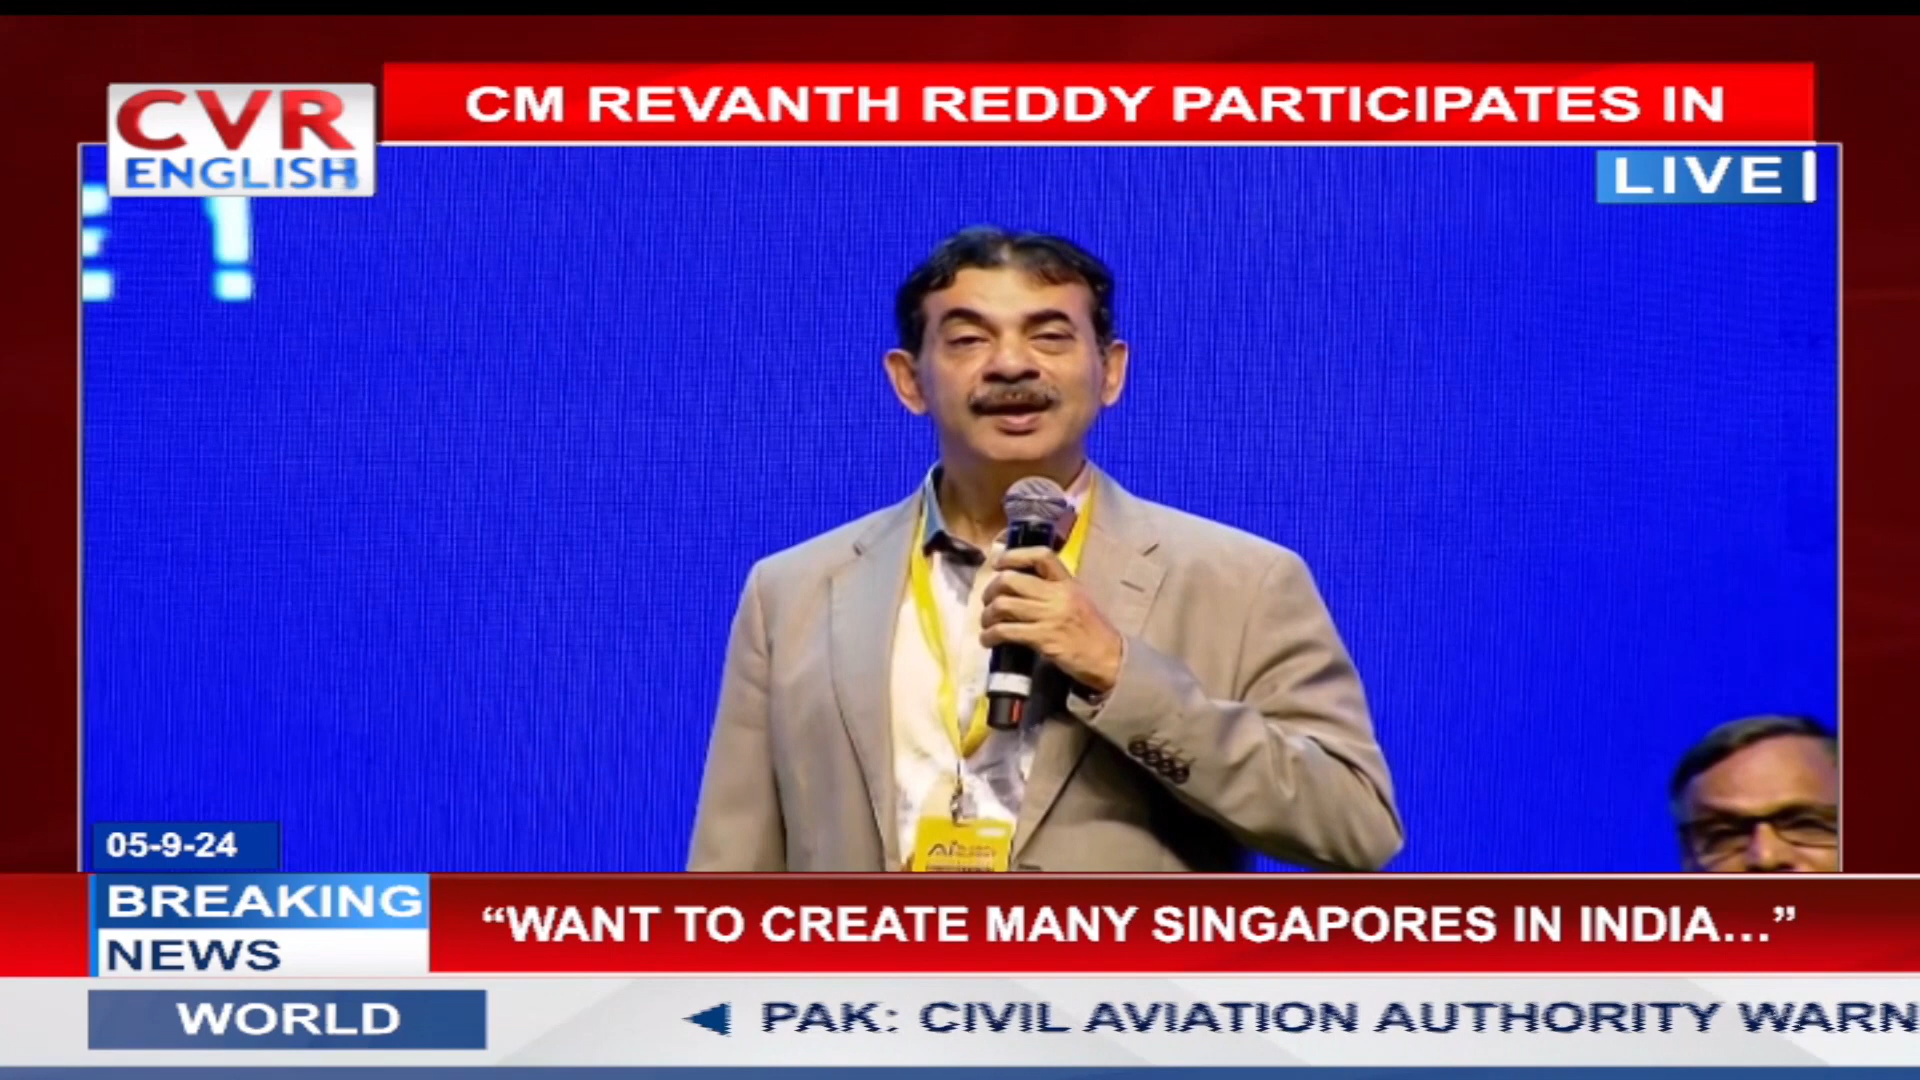 CM REVANTH REDDY PARTICIPATES IN
CVR
ENGLISH
LIVE
!
05-9-24
BREAKING
NEWS
“WANT TO CREATE MANY SINGAPORES IN INDIA...”
WORLD
PAK: CIVIL AVIATION AUTHORITY WARN